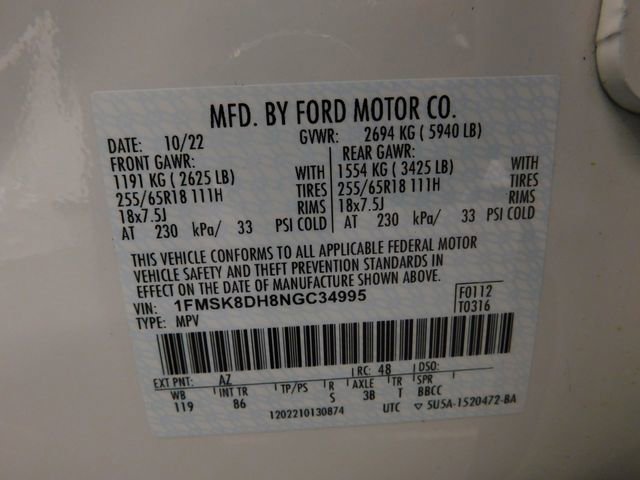 MFD. BY FORD MOTOR CO.
DATE: 10/22 GVWR: 2694 KG ( 5940 LB)
FRONT GAWR: REAR GAWR:
1191 KG ( 2625 LB) WITH 1554 KG ( 3425 LB) WITH
255/65R18 111H TIRES 255/65R18 111H TIRES
18x7.5J RIMS 18x7.5J RIMS
AT 230 kPa/ 33 PSI COLD AT 230 kPa/ 33 PSI COLD
THIS VEHICLE CONFORMS TO ALL APPLICABLE FEDERAL MOTOR
VEHICLE SAFETY AND THEFT PREVENTION STANDARDS IN
EFFECT ON THE DATE OF MANUFACTURE SHOWN ABOVE.
VIN: 1FMSK8DH8NGC34995 F0112
TYPE: MPV T0316
EXT PNT: AZ RC: 48 DSO:
WB INT TR TP/PS R AXLE TR SPR
119 86 S 3B T BBCC
1202210130874 UTC ▽ 5U5A-1520472-BA